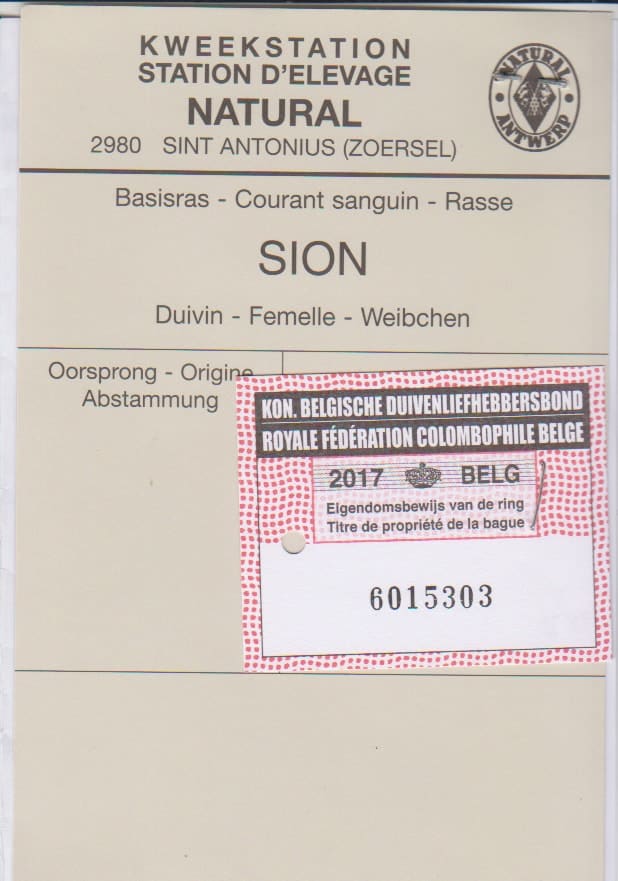 KWEEKSTATION
STATION D'ELEVAGE
NATURAL
2980 SINT ANTONIUS (ZOERSEL)
NATURAL
ANTWERP
Basisras - Courant sanguin - Rasse
SION
Duivin - Femelle - Weibchen
Oorsprong - Origine
Abstammung
KON. BELGISCHE DUIVENLIEFHEBBERSBOND
ROYALE FÉDÉRATION COLOMBOPHILE BELGE
2017 BELG
Eigendomsbewijs van de ring
Titre de propriété de la bague
6015303